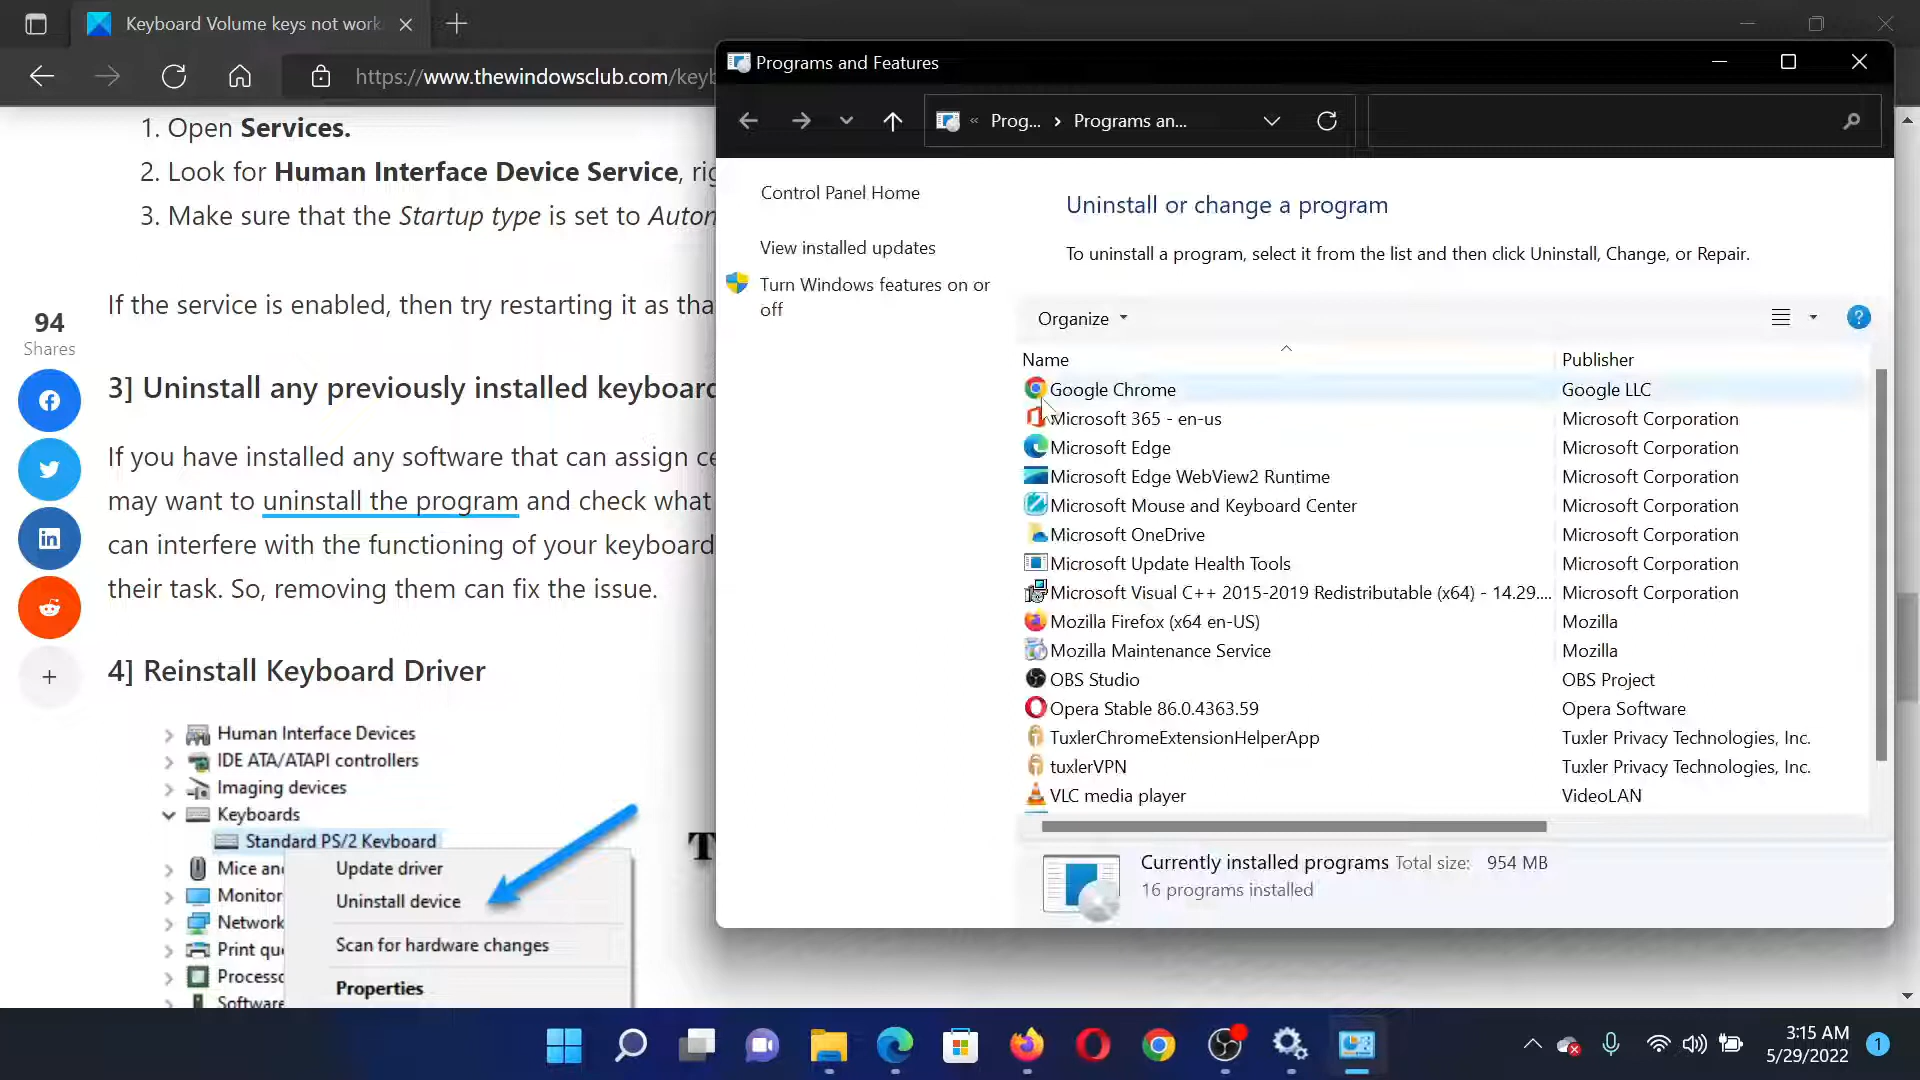 Keyboard Volume keys not work
https://www.thewindowsclub.com/keyb
1. Open Services.
2. Look for Human Interface Device Service, rig
3. Make sure that the Startup type is set to Autom
If the service is enabled, then try restarting it as tha
94
Shares
3] Uninstall any previously installed keyboard
If you have installed any software that can assign ce
may want to uninstall the program and check what
can interfere with the functioning of your keyboard
their task. So, removing them can fix the issue.
4] Reinstall Keyboard Driver
Human Interface Devices
IDE ATA/ATAPI controllers
Imaging devices
Keyboards
Standard PS/2 Keyboard
Mice and
Monitor
Network
Print que
Processo
Software
Update driver
Uninstall device
Scan for hardware changes
Properties
T
Programs and Features
« Prog... › Programs an...
Control Panel Home
View installed updates
Turn Windows features on or
off
Uninstall or change a program
To uninstall a program, select it from the list and then click Uninstall, Change, or Repair.
Organize
Name Publisher
Google Chrome Google LLC
Microsoft 365 - en-us Microsoft Corporation
Microsoft Edge Microsoft Corporation
Microsoft Edge WebView2 Runtime Microsoft Corporation
Microsoft Mouse and Keyboard Center Microsoft Corporation
Microsoft OneDrive Microsoft Corporation
Microsoft Update Health Tools Microsoft Corporation
Microsoft Visual C++ 2015-2019 Redistributable (x64) - 14.29.... Microsoft Corporation
Mozilla Firefox (x64 en-US) Mozilla
Mozilla Maintenance Service Mozilla
OBS Studio OBS Project
Opera Stable 86.0.4363.59 Opera Software
TuxlerChromeExtensionHelperApp Tuxler Privacy Technologies, Inc.
tuxlerVPN Tuxler Privacy Technologies, Inc.
VLC media player VideoLAN
Currently installed programs Total size: 954 MB
16 programs installed
3:15 AM
5/29/2022
1